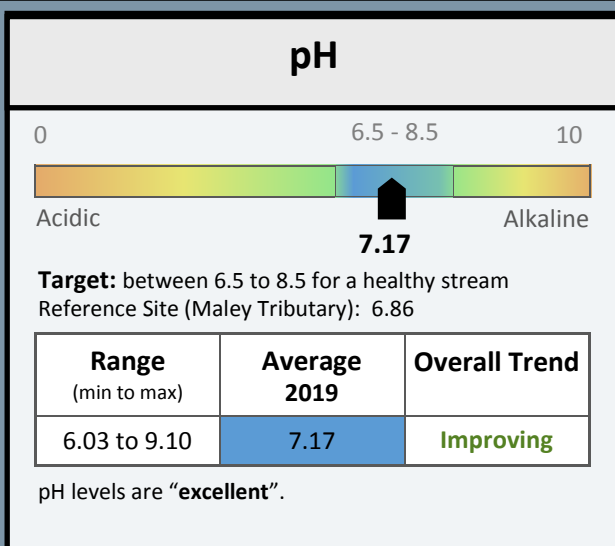 pH
0 6.5 - 8.5 10
Acidic Alkaline
7.17
Target: between 6.5 to 8.5 for a healthy stream
Reference Site (Maley Tributary): 6.86
Range Average Overall Trend
(min to max) 2019
6.03 to 9.10 7.17 Improving
pH levels are “excellent”.